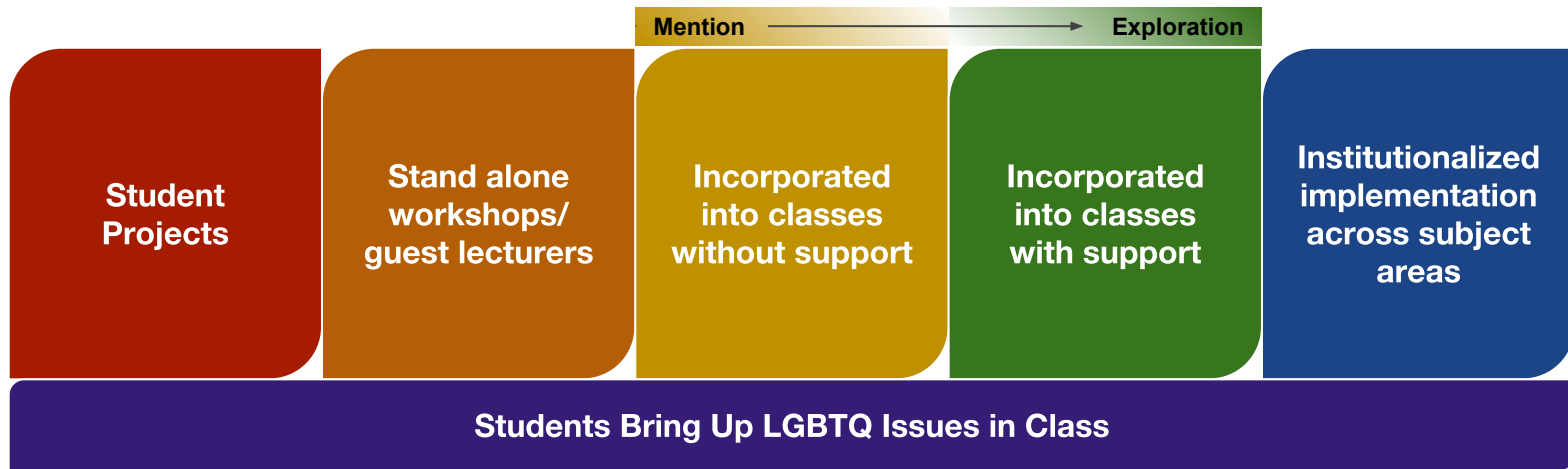 Mention
Exploration
Student
Projects
Stand alone
workshops/
guest lecturers
Incorporated
into classes
without support
Incorporated
into classes
with support
Institutionalized
implementation
across subject
areas
Students Bring Up LGBTQ Issues in Class